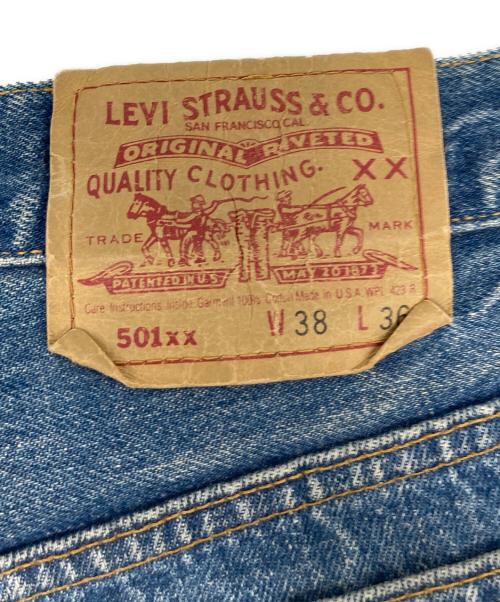 LEVI STRAUSS & CO.
SAN FRANCISCO CAL
ORIGINAL RIVETED
QUALITY CLOTHING. XX
TRADE MARK
PATENTED IN U.S MAY 20 1873
Care Instructions Inside Garment 100% Cotton Made in U.S.A. WPL 423 ®
501xx W 38 L 36